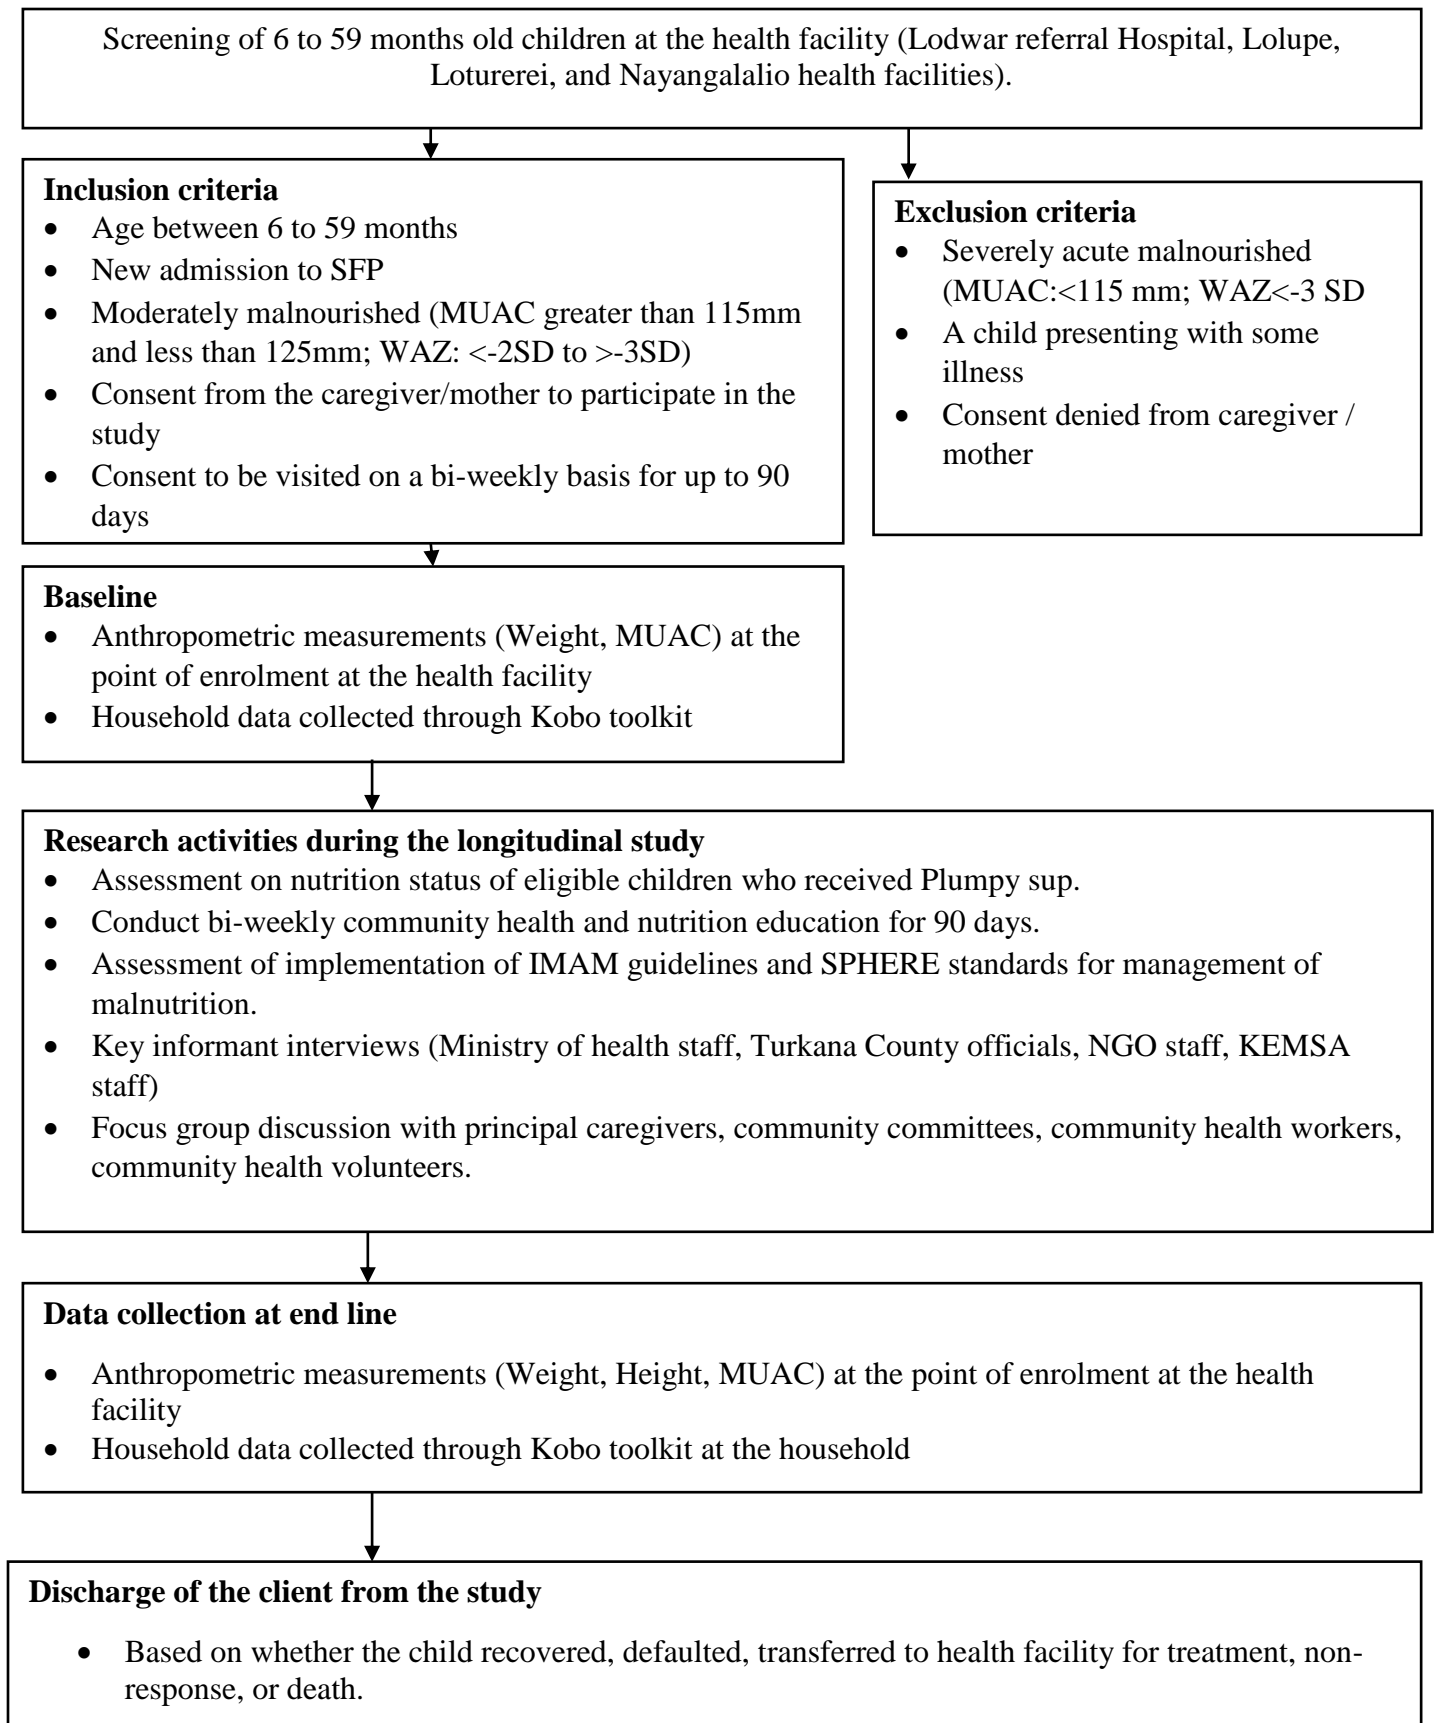 Screening of 6 to 59 months old children at the health facility (Lodwar referral Hospital, Lolupe,
Loturerei, and Nayangalalio health facilities).
Inclusion criteria
• Age between 6 to 59 months
• New admission to SFP
• Moderately malnourished (MUAC greater than 115mm
and less than 125mm; WAZ: <-2SD to >-3SD)
• Consent from the caregiver/mother to participate in the
study
• Consent to be visited on a bi-weekly basis for up to 90
days
Exclusion criteria
• Severely acute malnourished
(MUAC:<115 mm; WAZ<-3 SD
• A child presenting with some
illness
• Consent denied from caregiver /
mother
Baseline
• Anthropometric measurements (Weight, MUAC) at the
point of enrolment at the health facility
• Household data collected through Kobo toolkit
Research activities during the longitudinal study
• Assessment on nutrition status of eligible children who received Plumpy sup.
• Conduct bi-weekly community health and nutrition education for 90 days.
• Assessment of implementation of IMAM guidelines and SPHERE standards for management of
malnutrition.
• Key informant interviews (Ministry of health staff, Turkana County officials, NGO staff, KEMSA
staff)
• Focus group discussion with principal caregivers, community committees, community health workers,
community health volunteers.
Data collection at end line
• Anthropometric measurements (Weight, Height, MUAC) at the point of enrolment at the health
facility
• Household data collected through Kobo toolkit at the household
Discharge of the client from the study
• Based on whether the child recovered, defaulted, transferred to health facility for treatment, non-
response, or death.